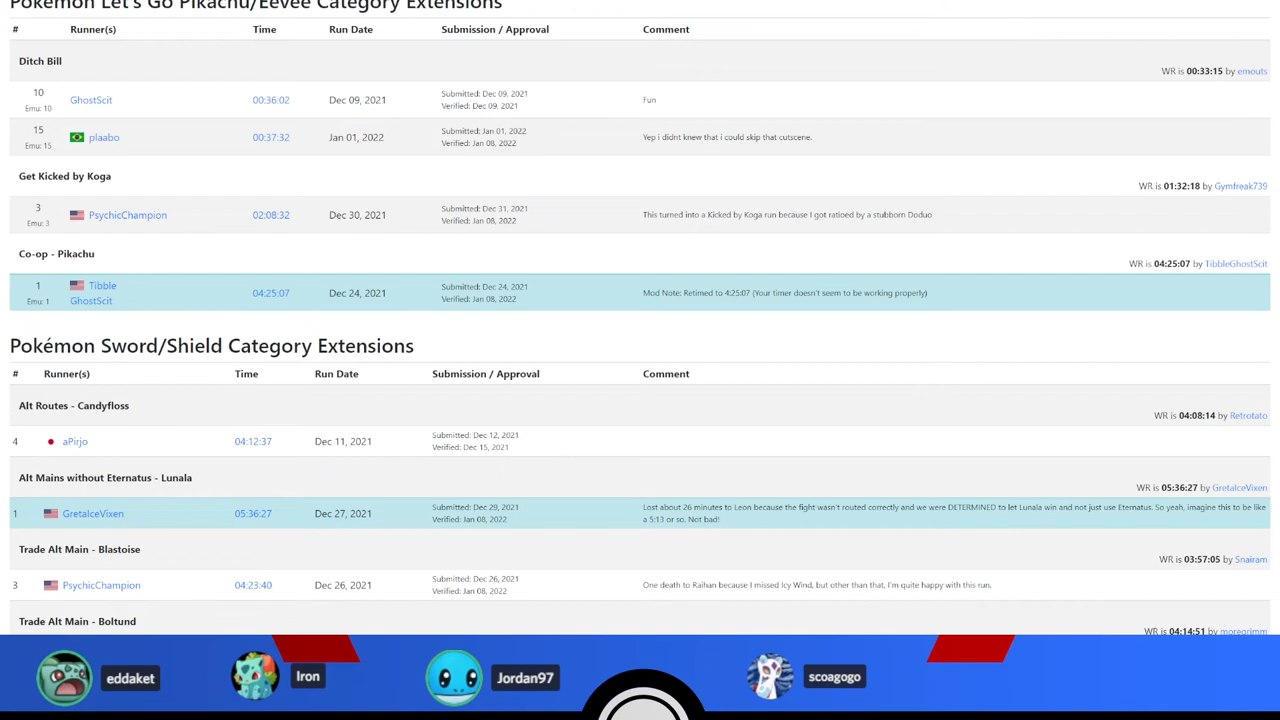 Pokémon Let's Go Pikachu/Eevee Category Extensions
# Runner(s) Time Run Date Submission / Approval Comment
Ditch Bill
WR is 00:33:15 by emouts
10 GhostScit 00:36:02 Dec 09, 2021 Submitted: Dec 09, 2021 Fun
Emu: 10 Verified: Dec 09, 2021
15 plaabo 00:37:32 Jan 01, 2022 Submitted: Jan 01, 2022 Yep i didnt knew that i could skip that cutscene.
Emu: 15 Verified: Jan 08, 2022
Get Kicked by Koga
WR is 01:32:18 by Gymfreak739
3 PsychicChampion 02:08:32 Dec 30, 2021 Submitted: Dec 31, 2021 This turned into a Kicked by Koga run because I got ratioed by a stubborn Doduo
Emu: 3 Verified: Jan 08, 2022
Co-op - Pikachu
WR is 04:25:07 by TibbleGhostScit
1 Tibble 04:25:07 Dec 24, 2021 Submitted: Dec 24, 2021 Mod Note: Retimed to 4:25:07 (Your timer doesn't seem to be working properly)
Emu: 1 GhostScit Verified: Jan 08, 2022
Pokémon Sword/Shield Category Extensions
# Runner(s) Time Run Date Submission / Approval Comment
Alt Routes - Candyfloss
WR is 04:08:14 by Retrotato
4 aPirjo 04:12:37 Dec 11, 2021 Submitted: Dec 12, 2021
Verified: Dec 15, 2021
Alt Mains without Eternatus - Lunala
WR is 05:36:27 by GretaIceVixen
1 GretaIceVixen 05:36:27 Dec 27, 2021 Submitted: Dec 29, 2021 Lost about 26 minutes to Leon because the fight wasn't routed correctly and we were DETERMINED to let Lunala win and not just use Eternatus. So yeah, imagine this to be like
Verified: Jan 08, 2022 a 5:13 or so. Not bad!
Trade Alt Main - Blastoise
WR is 03:57:05 by Snairam
3 PsychicChampion 04:23:40 Dec 26, 2021 Submitted: Dec 26, 2021 One death to Raihan because I missed Icy Wind, but other than that, I'm quite happy with this run.
Verified: Jan 08, 2022
Trade Alt Main - Boltund
WR is 04:14:51 by moregrimm
eddaket Iron Jordan97 scoagogo